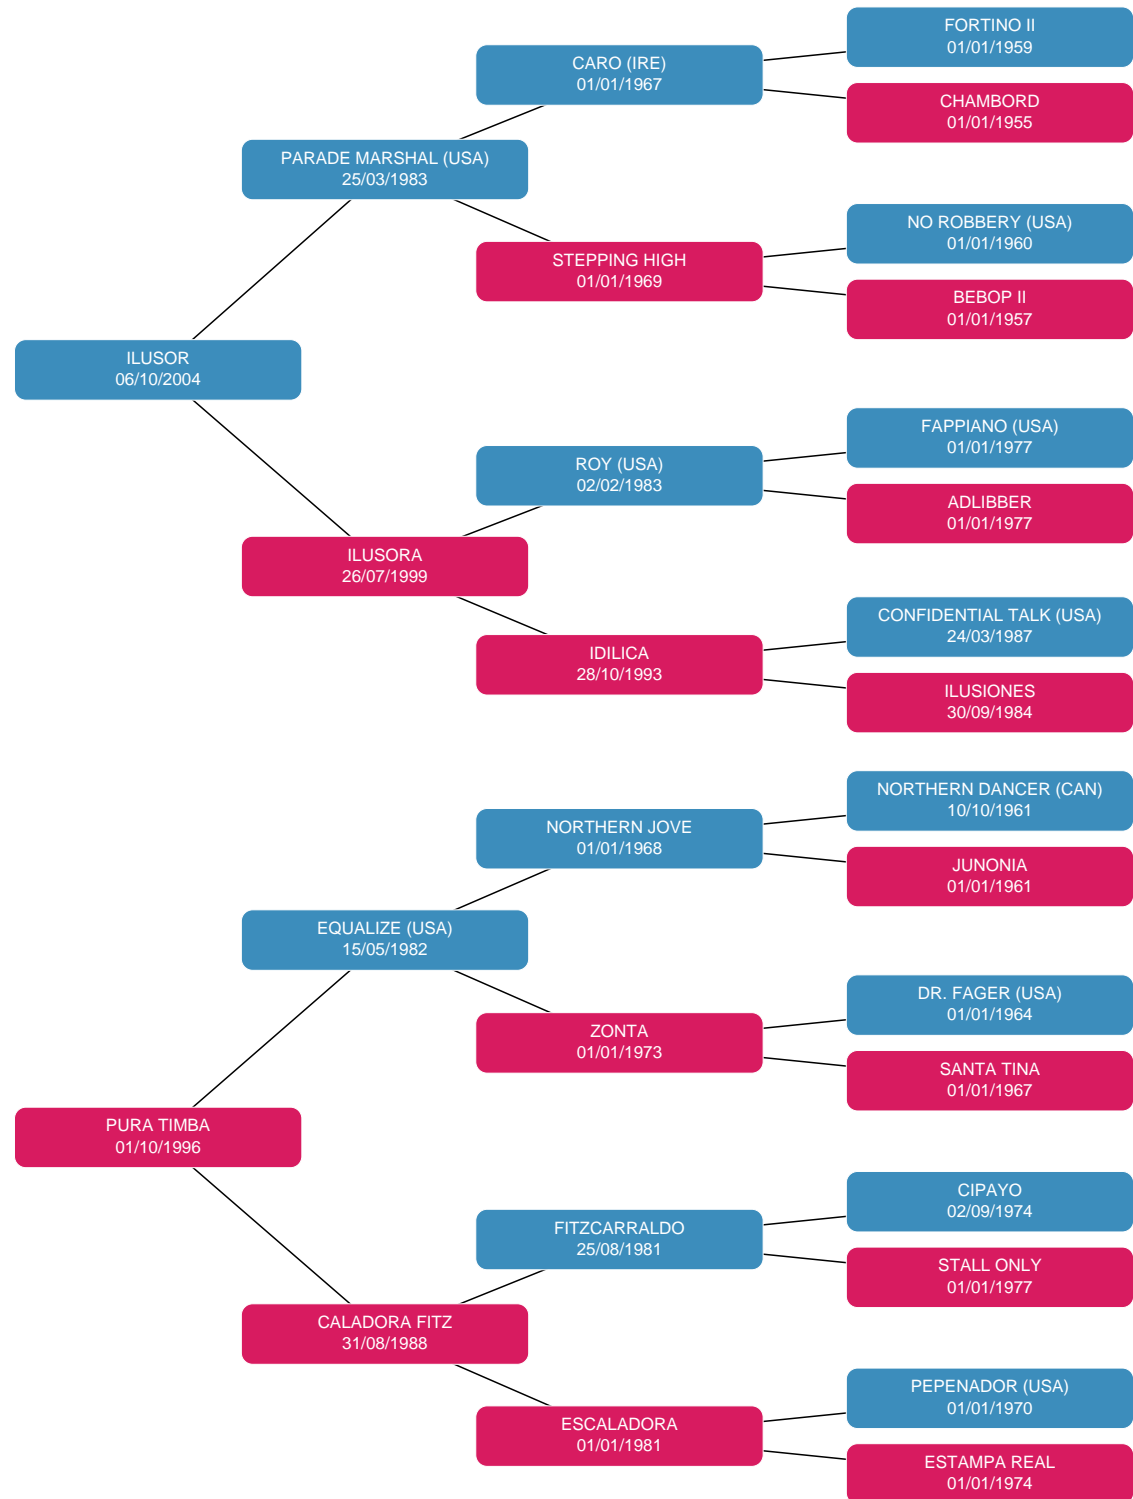 FORTINO II
01/01/1959
CARO (IRE)
01/01/1967
CHAMBORD
01/01/1955
PARADE MARSHAL (USA)
25/03/1983
NO ROBBERY (USA)
01/01/1960
STEPPING HIGH
01/01/1969
BEBOP II
01/01/1957
ILUSOR
06/10/2004
FAPPIANO (USA)
01/01/1977
ROY (USA)
02/02/1983
ADLIBBER
01/01/1977
ILUSORA
26/07/1999
CONFIDENTIAL TALK (USA)
24/03/1987
IDILICA
28/10/1993
ILUSIONES
30/09/1984
NORTHERN DANCER (CAN)
10/10/1961
NORTHERN JOVE
01/01/1968
JUNONIA
01/01/1961
EQUALIZE (USA)
15/05/1982
DR. FAGER (USA)
01/01/1964
ZONTA
01/01/1973
SANTA TINA
01/01/1967
PURA TIMBA
01/10/1996
CIPAYO
02/09/1974
FITZCARRALDO
25/08/1981
STALL ONLY
01/01/1977
CALADORA FITZ
31/08/1988
PEPENADOR (USA)
01/01/1970
ESCALADORA
01/01/1981
ESTAMPA REAL
01/01/1974